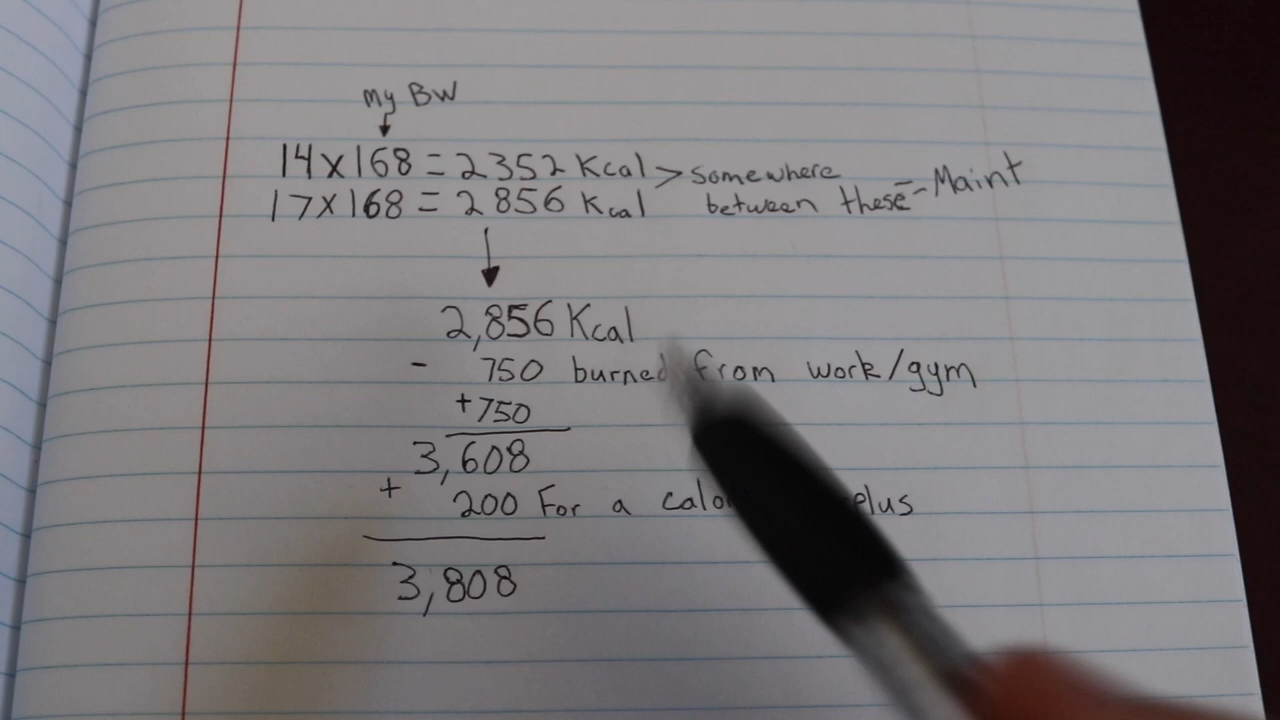 my BW
14x168 = 2352 Kcal > somewhere
17x168 = 2856 Kcal between these - Maint
2,856 Kcal
- 750 burned from work/gym
+750
3,608
+ 200 For a
3,808